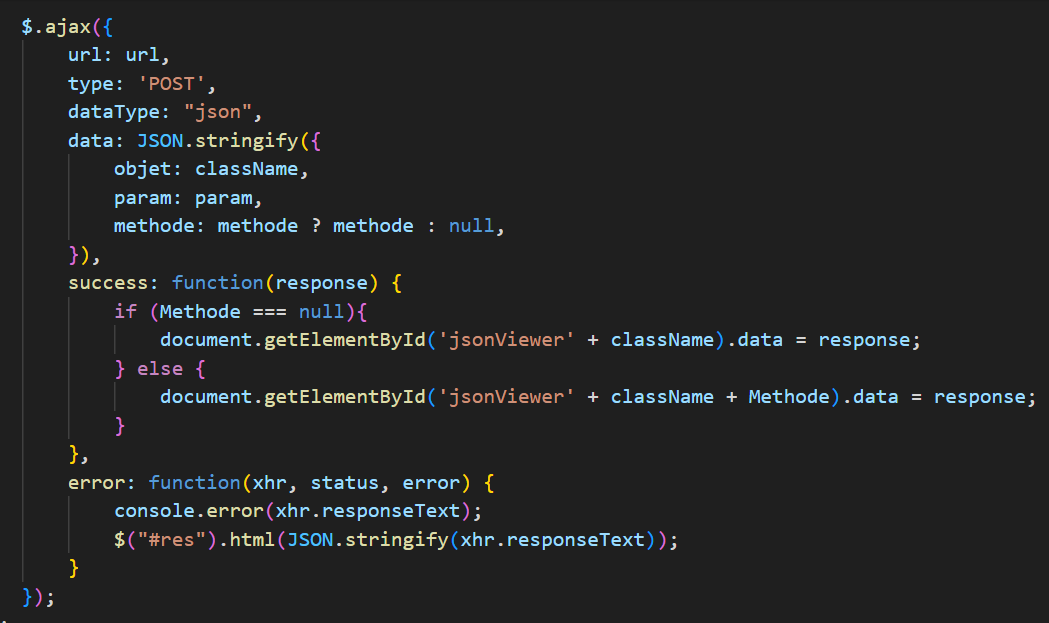 $.ajax({
    url: url,
    type: 'POST',
    dataType: "json",
    data: JSON.stringify({
        objet: className,
        param: param,
        methode: methode ? methode : null,
    }),
    success: function(response) {
        if (Methode === null){
            document.getElementById('jsonViewer' + className).data = response;
        } else {
            document.getElementById('jsonViewer' + className + Methode).data = response;
        }
    },
    error: function(xhr, status, error) {
        console.error(xhr.responseText);
        $("#res").html(JSON.stringify(xhr.responseText));
    }
});